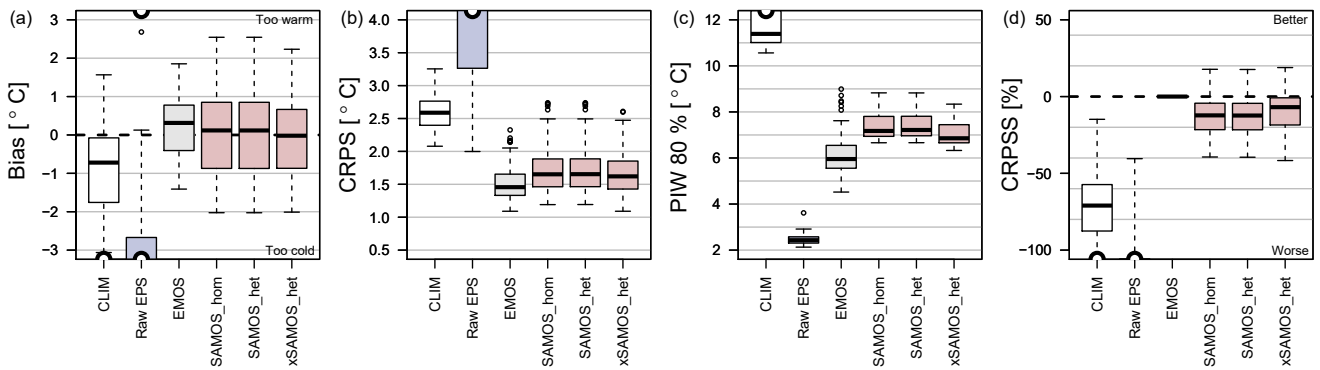 (a)
Bias [ ° C]
3
2
1
0
−1
−2
−3
Too warm
Too cold
CLIM
Raw EPS
EMOS
SAMOS_hom
SAMOS_het
xSAMOS_het
(b)
CRPS [ ° C]
4.0
3.5
3.0
2.5
2.0
1.5
1.0
0.5
CLIM
Raw EPS
EMOS
SAMOS_hom
SAMOS_het
xSAMOS_het
(c)
PIW 80 % [ ° C]
12
10
8
6
4
2
CLIM
Raw EPS
EMOS
SAMOS_hom
SAMOS_het
xSAMOS_het
(d)
CRPSS [%]
50
0
−50
−100
Better
Worse
CLIM
Raw EPS
EMOS
SAMOS_hom
SAMOS_het
xSAMOS_het